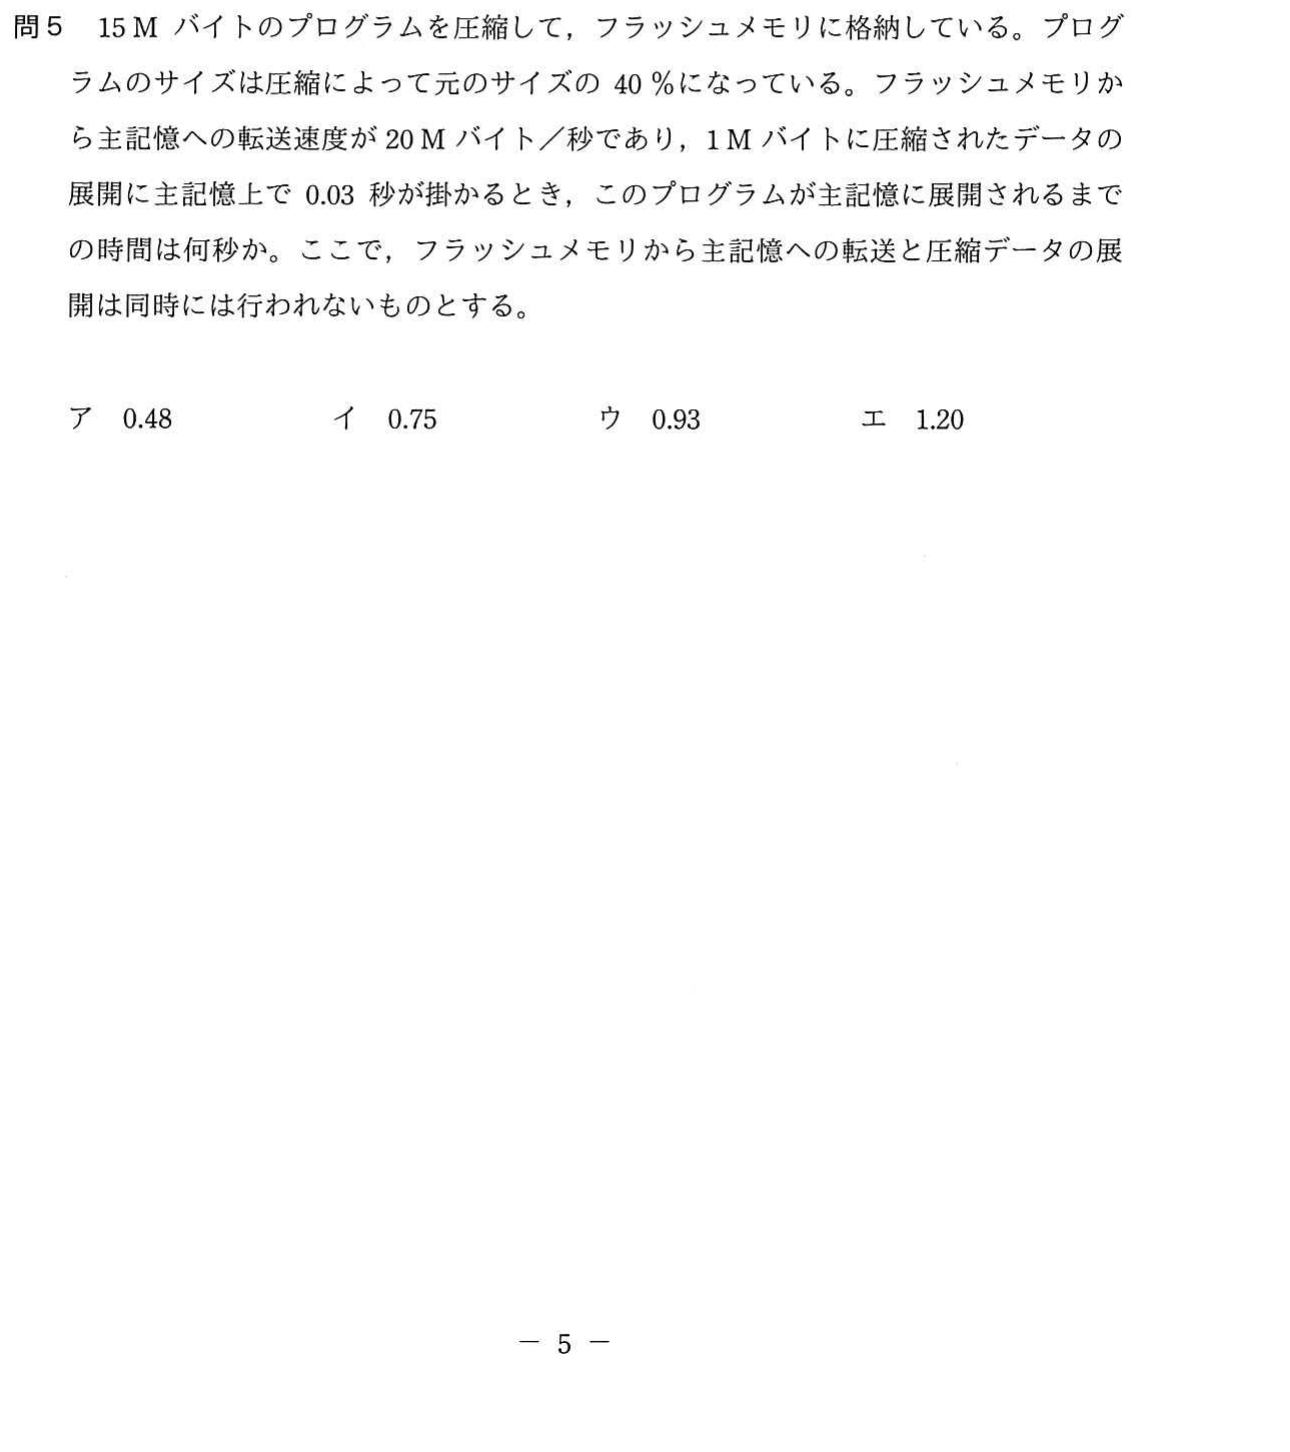 問5 15 M バイトのプログラムを圧縮して，フラッシュメモリに格納している。プログ
ラムのサイズは圧縮によって元のサイズの 40 %になっている。フラッシュメモリか
ら主記憶への転送速度が 20 M バイト／秒であり，1 M バイトに圧縮されたデータの
展開に主記憶上で 0.03 秒が掛かるとき，このプログラムが主記憶に展開されるまで
の時間は何秒か。ここで，フラッシュメモリから主記憶への転送と圧縮データの展
開は同時には行われないものとする。
ア 0.48 イ 0.75 ウ 0.93 エ 1.20
－ 5 －